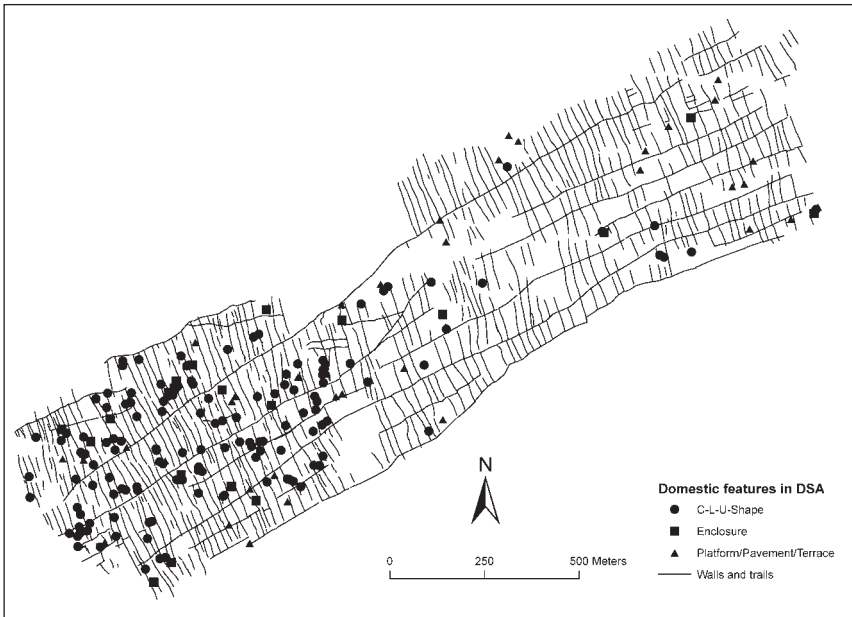 N
Domestic features in DSA
C-L-U-Shape
Enclosure
Platform/Pavement/Terrace
Walls and trails
0 250 500 Meters